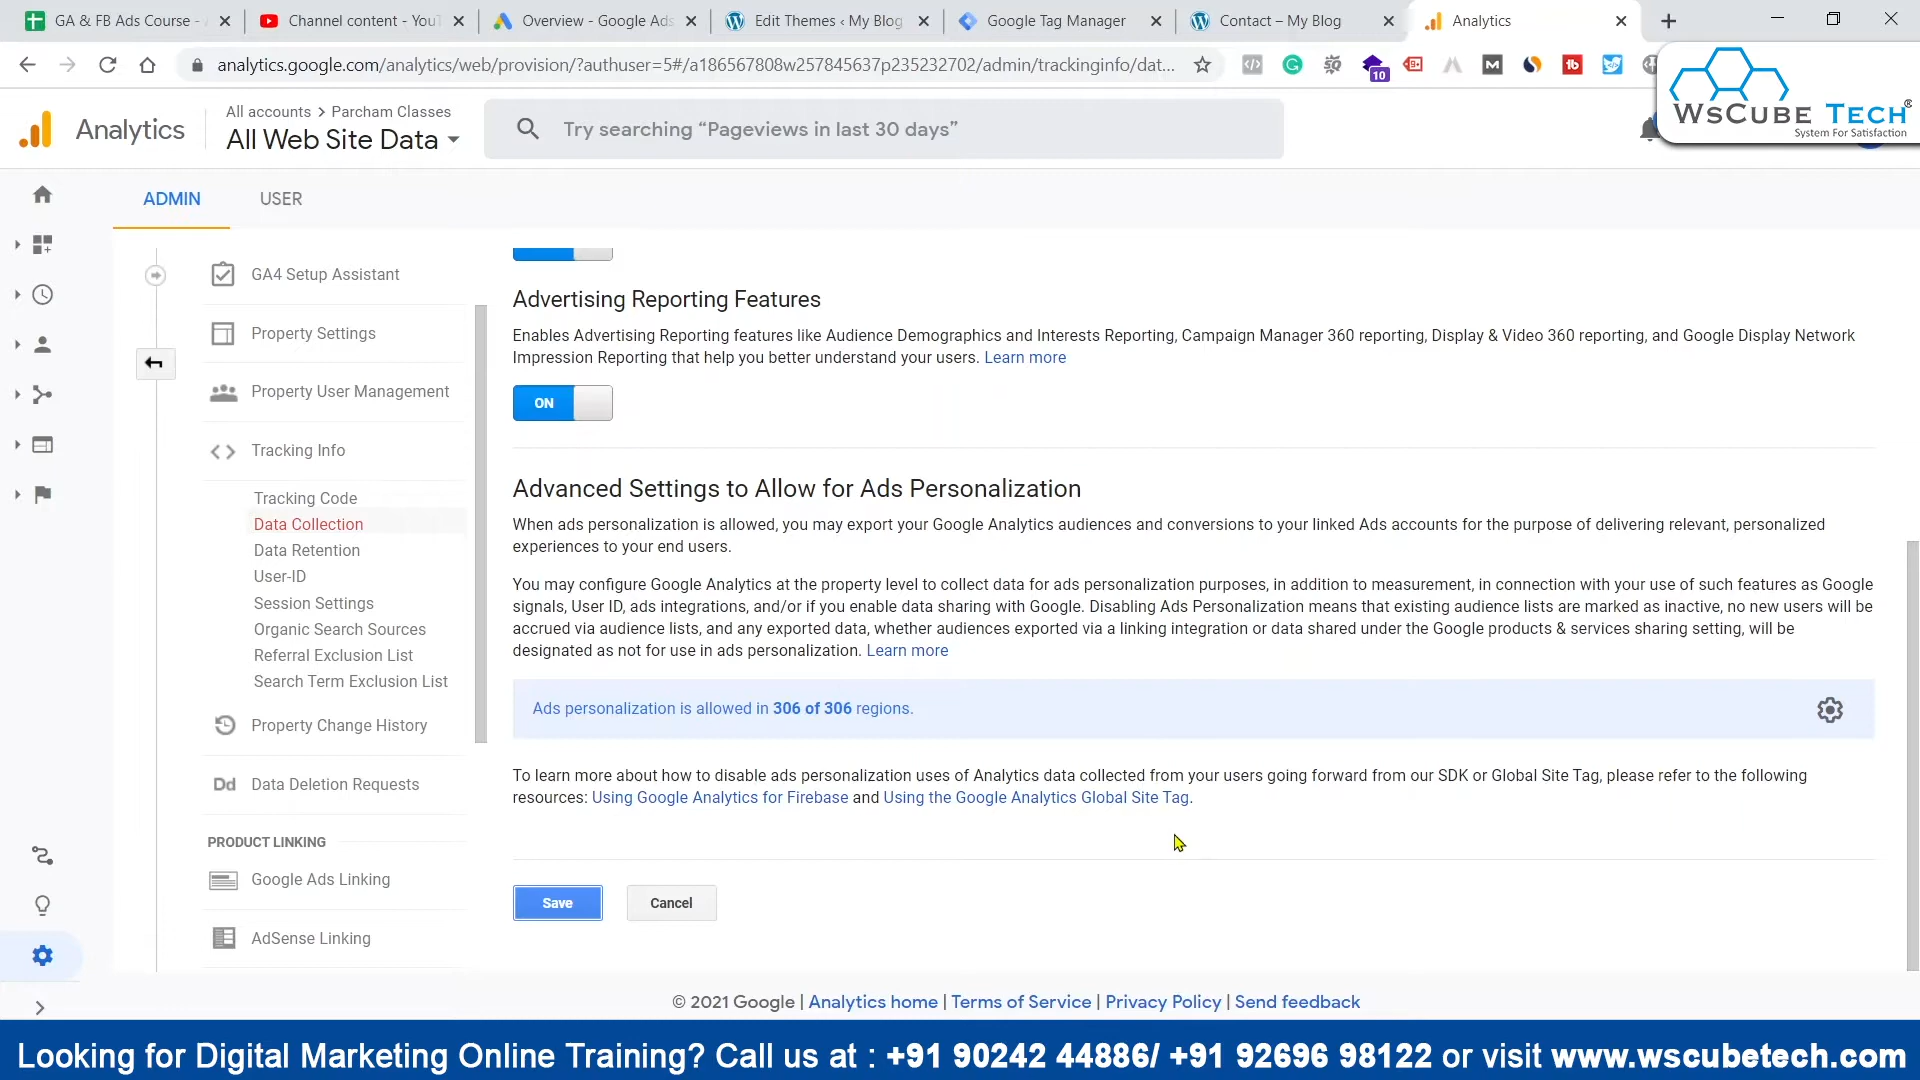 GA & FB Ads Course -
Channel content - YouT
Overview - Google Ads
Edit Themes ‹ My Blog
Google Tag Manager
Contact – My Blog
Analytics
analytics.google.com/analytics/web/provision/?authuser=5#/a186567808w257845637p235232702/admin/trackinginfo/dat...
10
WsCube Tech®
System For Satisfaction
Analytics
All accounts > Parcham Classes
All Web Site Data
Try searching “Pageviews in last 30 days”
ADMIN
USER
GA4 Setup Assistant
Property Settings
Property User Management
Tracking Info
Tracking Code
Data Collection
Data Retention
User-ID
Session Settings
Organic Search Sources
Referral Exclusion List
Search Term Exclusion List
Property Change History
Dd Data Deletion Requests
PRODUCT LINKING
Google Ads Linking
AdSense Linking
Advertising Reporting Features
Enables Advertising Reporting features like Audience Demographics and Interests Reporting, Campaign Manager 360 reporting, Display & Video 360 reporting, and Google Display Network
Impression Reporting that help you better understand your users. Learn more
ON
Advanced Settings to Allow for Ads Personalization
When ads personalization is allowed, you may export your Google Analytics audiences and conversions to your linked Ads accounts for the purpose of delivering relevant, personalized
experiences to your end users.
You may configure Google Analytics at the property level to collect data for ads personalization purposes, in addition to measurement, in connection with your use of such features as Google
signals, User ID, ads integrations, and/or if you enable data sharing with Google. Disabling Ads Personalization means that existing audience lists are marked as inactive, no new users will be
accrued via audience lists, and any exported data, whether audiences exported via a linking integration or data shared under the Google products & services sharing setting, will be
designated as not for use in ads personalization. Learn more
Ads personalization is allowed in 306 of 306 regions.
To learn more about how to disable ads personalization uses of Analytics data collected from your users going forward from our SDK or Global Site Tag, please refer to the following
resources: Using Google Analytics for Firebase and Using the Google Analytics Global Site Tag.
Save
Cancel
© 2021 Google | Analytics home | Terms of Service | Privacy Policy | Send feedback
Looking for Digital Marketing Online Training? Call us at : +91 90242 44886/ +91 92696 98122 or visit www.wscubetech.com